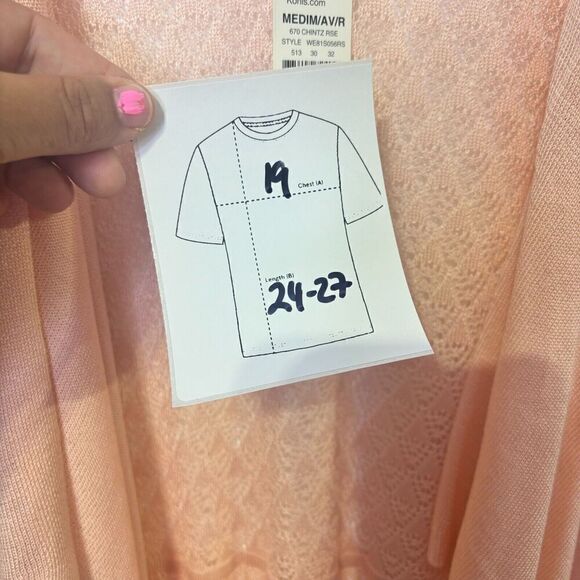 Kohls.com
MEDIM/AV/R
670 CHINTZ RSE
STYLE WE81S056RS
513 30 32
19
Chest (A)
Length (B)
24-27